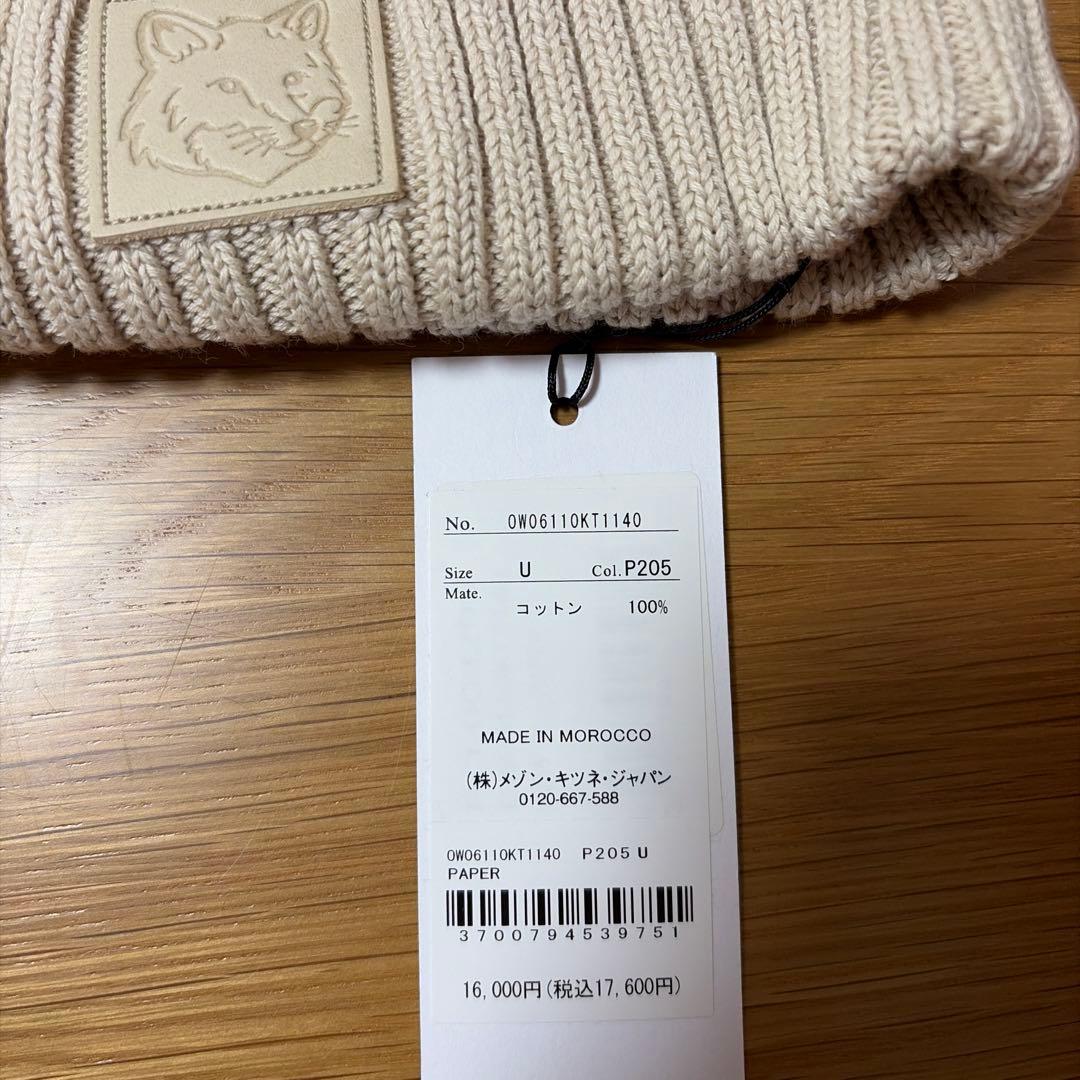 No. 0W06110KT1140
Size U Col. P205
Mate.
コットン 100%
MADE IN MOROCCO
(株)メゾン・キツネ・ジャパン
0120-667-588
0W06110KT1140 P205 U
PAPER
3700794539751
16,000円(税込17,600円)